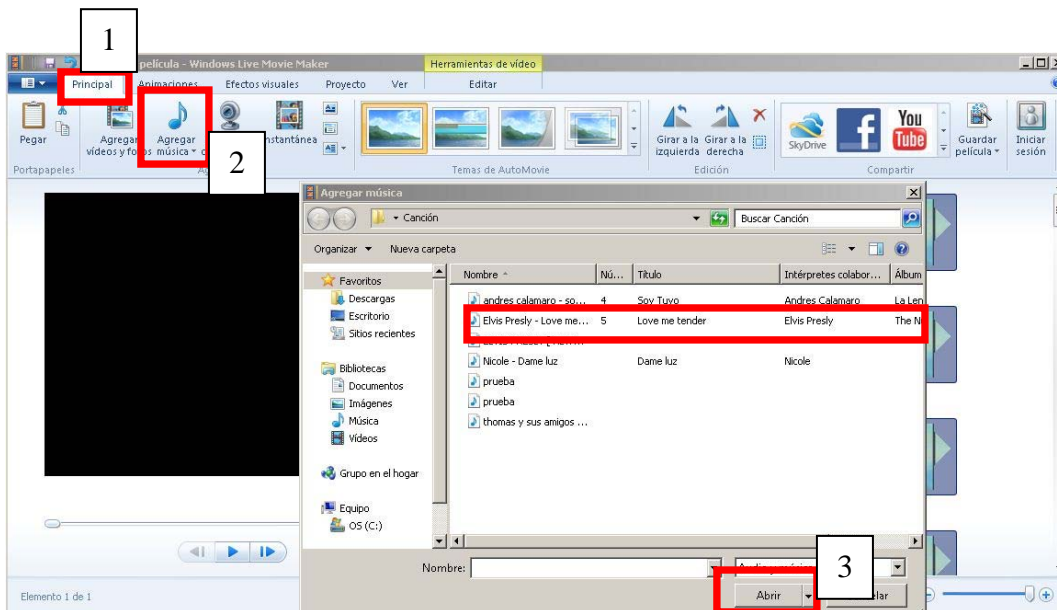 1
película - Windows Live Movie Maker
Herramientas de vídeo
Principal Animaciones Efectos visuales Proyecto Ver Editar
Pegar
Agregar vídeos y fotos
Agregar música
2
Instantánea
Girar a la izquierda
Girar a la derecha
SkyDrive
f
You Tube
Guardar película
Iniciar sesión
Portapapeles
Temas de AutoMovie
Edición
Compartir
Agregar música
Canción
Buscar Canción
Organizar Nueva carpeta
Favoritos
Descargas
Escritorio
Sitios recientes
Bibliotecas
Documentos
Imágenes
Música
Vídeos
Grupo en el hogar
Equipo
OS (C:)
Nombre Nú... Título Intérpretes colabor... Álbum
andres calamaro - so... 4 Soy Tuyo Andres Calamaro La Len
Elvis Presly - Love me... 5 Love me tender Elvis Presly The N
Nicole - Dame luz Dame luz Nicole
prueba
prueba
thomas y sus amigos ...
Nombre:
3
Abrir
Elemento 1 de 1